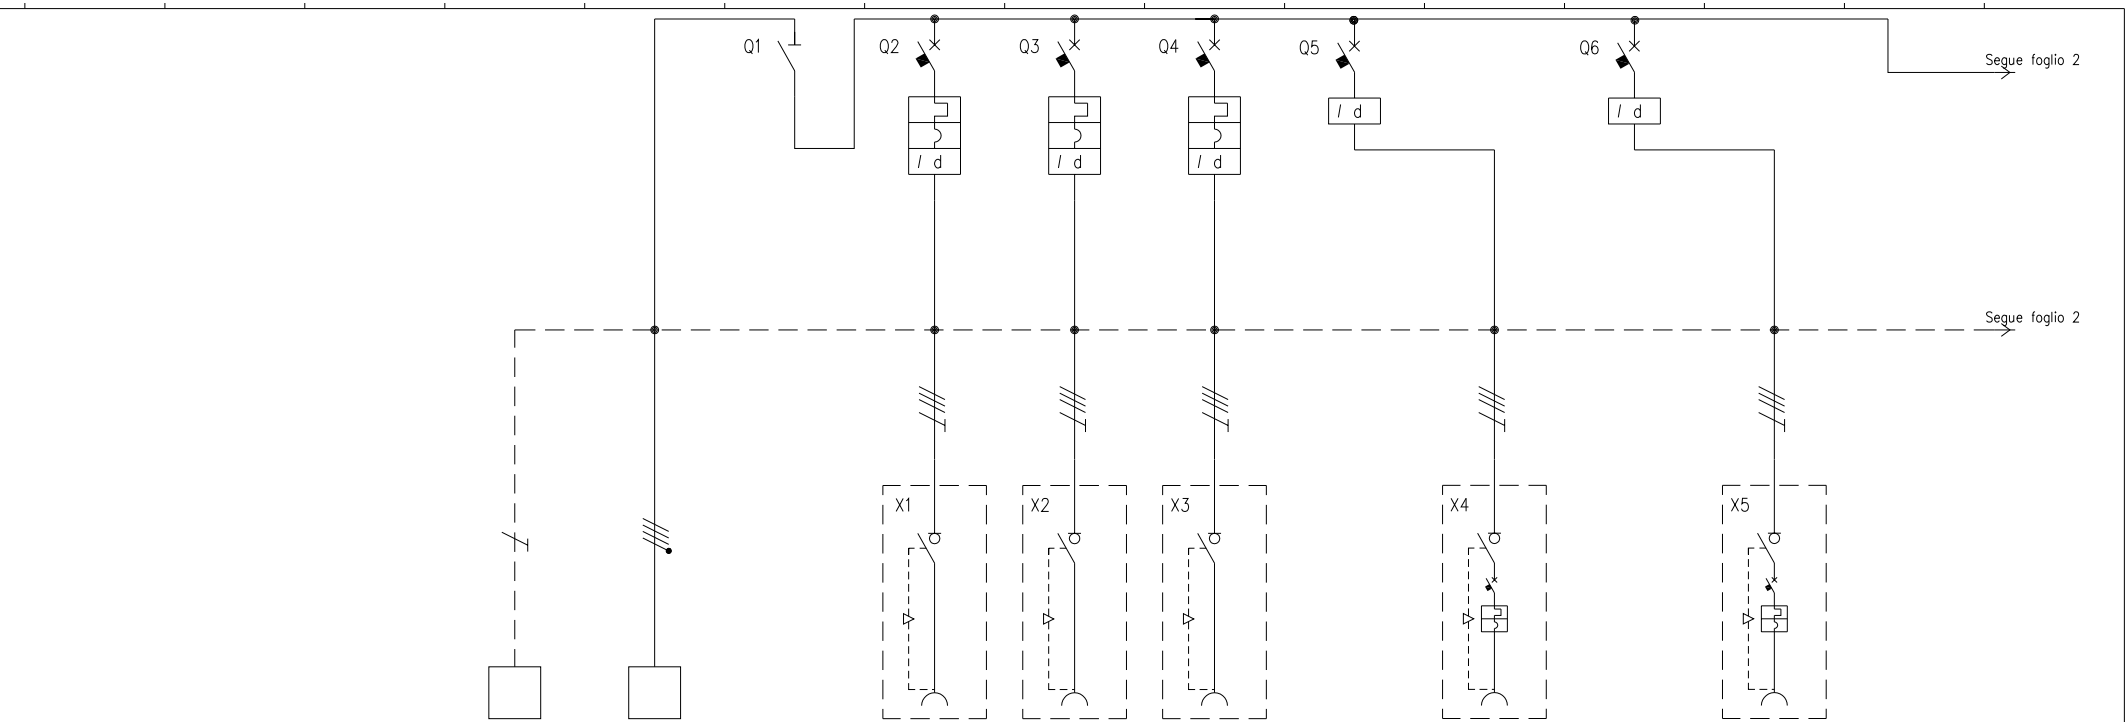 Q1
Q2
Q3
Q4
Q5
Q6
Segue foglio 2
I d
I d
I d
I d
I d
Segue foglio 2
X1
X2
X3
X4
X5